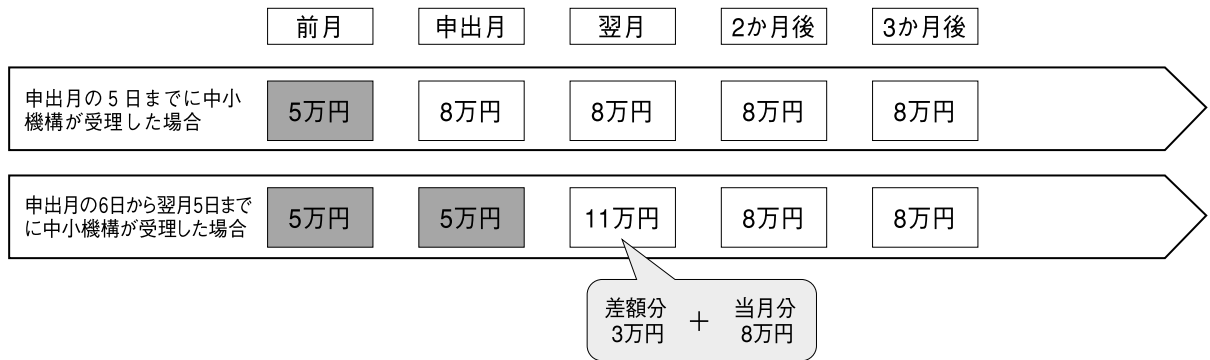 前月 申出月 翌月 2か月後 3か月後
申出月の5日までに中小
機構が受理した場合
5万円 8万円 8万円 8万円 8万円
申出月の6日から翌月5日まで
に中小機構が受理した場合
5万円 5万円 11万円 8万円 8万円
差額分 + 当月分
3万円 8万円